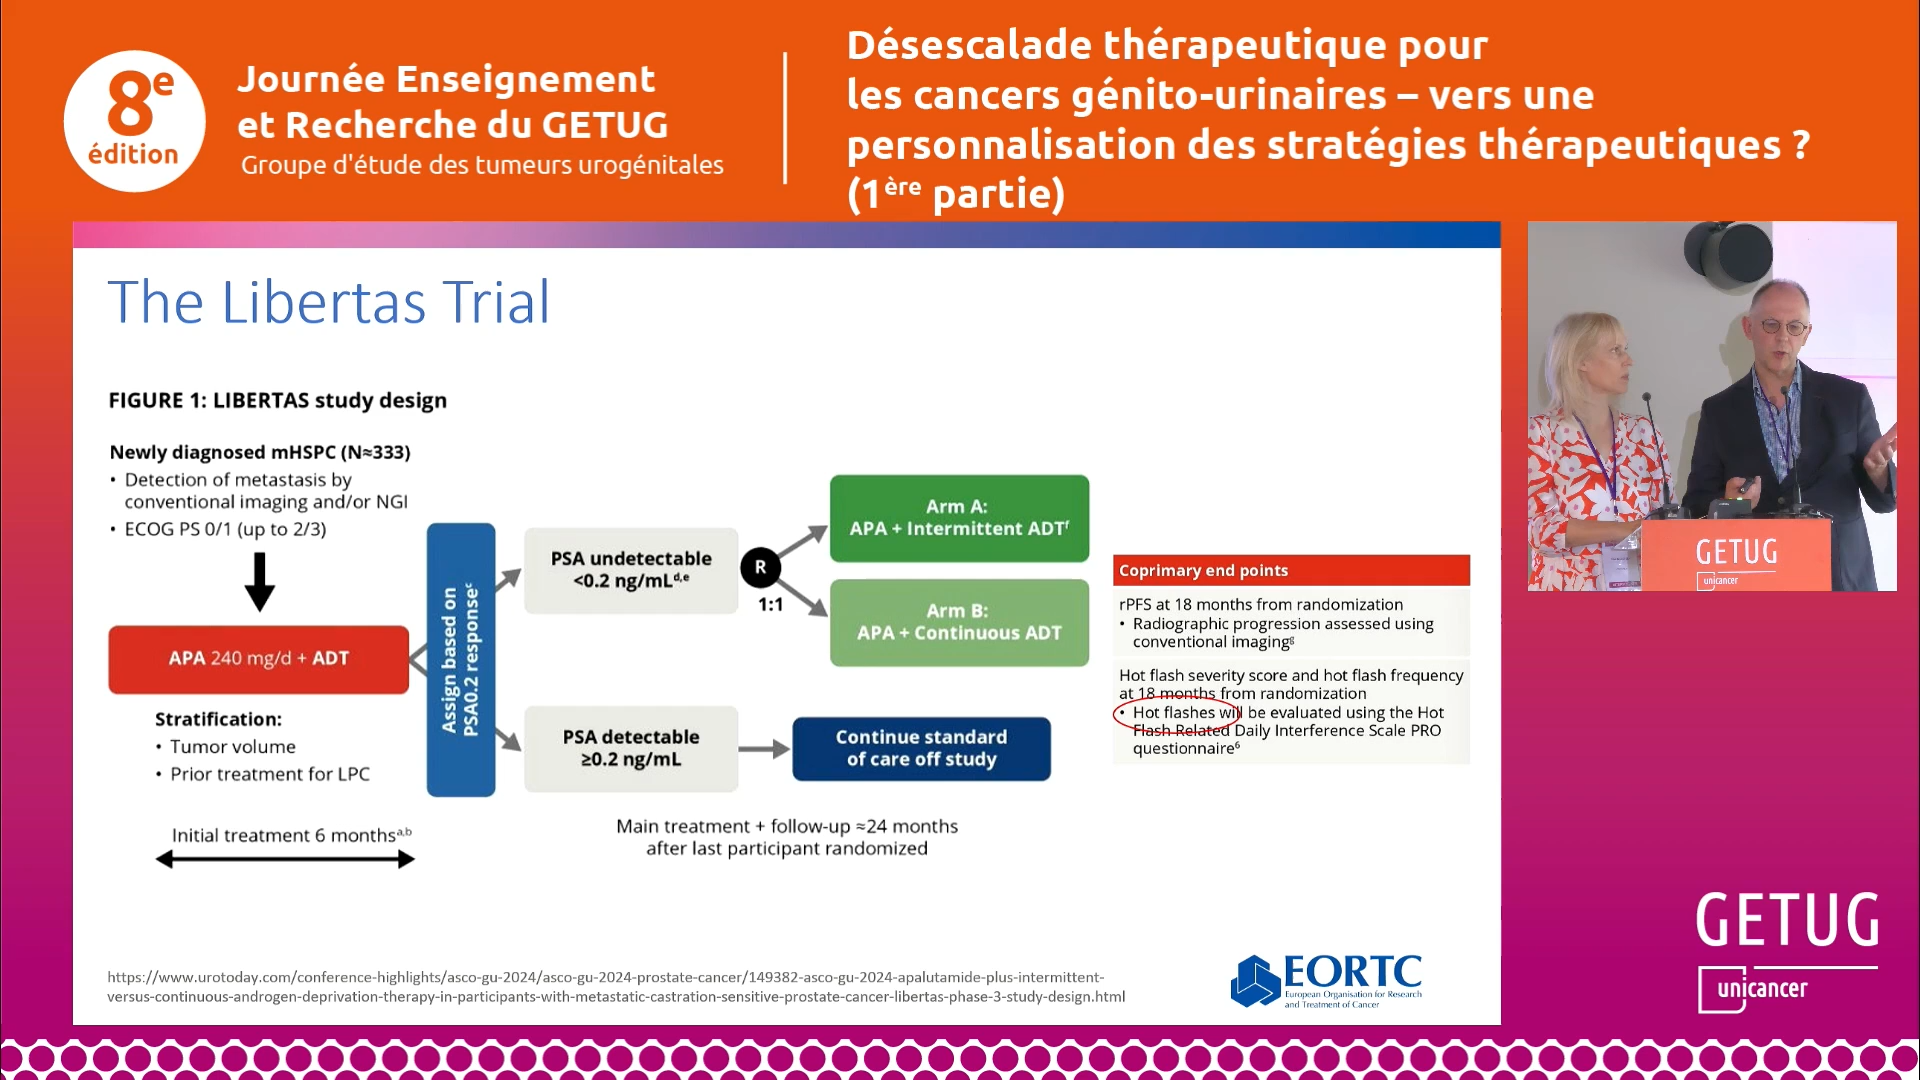 8e
édition
Journée Enseignement
et Recherche du GETUG
Groupe d'étude des tumeurs urogénitales
Désescalade thérapeutique pour
les cancers génito-urinaires – vers une
personnalisation des stratégies thérapeutiques ?
(1ère partie)
The Libertas Trial
FIGURE 1: LIBERTAS study design
Newly diagnosed mHSPC (N≈333)
• Detection of metastasis by
conventional imaging and/or NGI
• ECOG PS 0/1 (up to 2/3)
APA 240 mg/d + ADT
Stratification:
• Tumor volume
• Prior treatment for LPC
Initial treatment 6 monthsa,b
Assign based on
PSA0.2 responsec
PSA undetectable
<0.2 ng/mLd,e
R
1:1
Arm A:
APA + Intermittent ADTf
Arm B:
APA + Continuous ADT
PSA detectable
≥0.2 ng/mL
Continue standard
of care off study
Main treatment + follow-up ≈24 months
after last participant randomized
Coprimary end points
rPFS at 18 months from randomization
• Radiographic progression assessed using
conventional imagingg
Hot flash severity score and hot flash frequency
at 18 months from randomization
• Hot flashes will be evaluated using the Hot
Flash Related Daily Interference Scale PRO
questionnaire6
https://www.urotoday.com/conference-highlights/asco-gu-2024/asco-gu-2024-prostate-cancer/149382-asco-gu-2024-apalutamide-plus-intermittent-
versus-continuous-androgen-deprivation-therapy-in-participants-with-metastatic-castration-sensitive-prostate-cancer-libertas-phase-3-study-design.html
EORTC
European Organisation for Research
and Treatment of Cancer
GETUG
unicancer
GETUG
unicancer